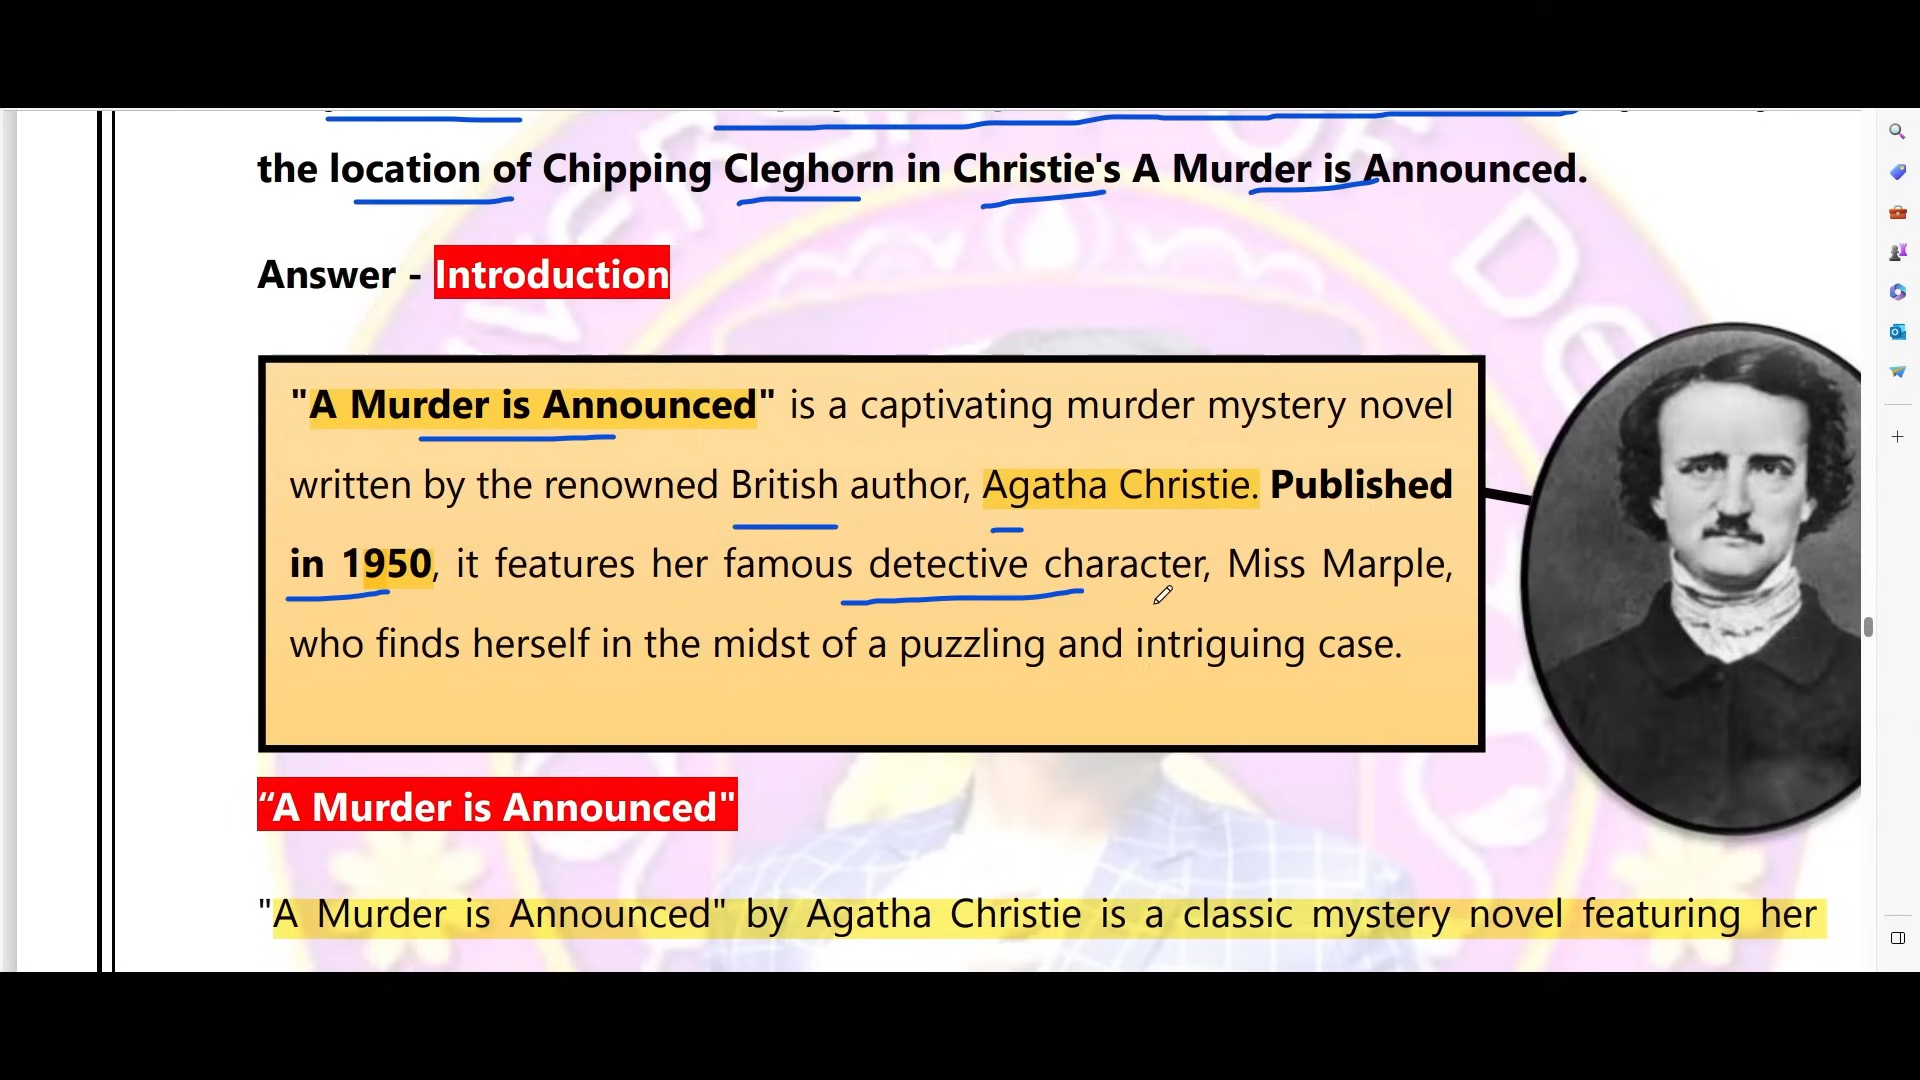 the location of Chipping Cleghorn in Christie's A Murder is Announced.
Answer - Introduction
"A Murder is Announced" is a captivating murder mystery novel
written by the renowned British author, Agatha Christie. Published
in 1950, it features her famous detective character, Miss Marple,
who finds herself in the midst of a puzzling and intriguing case.
“A Murder is Announced"
"A Murder is Announced" by Agatha Christie is a classic mystery novel featuring her